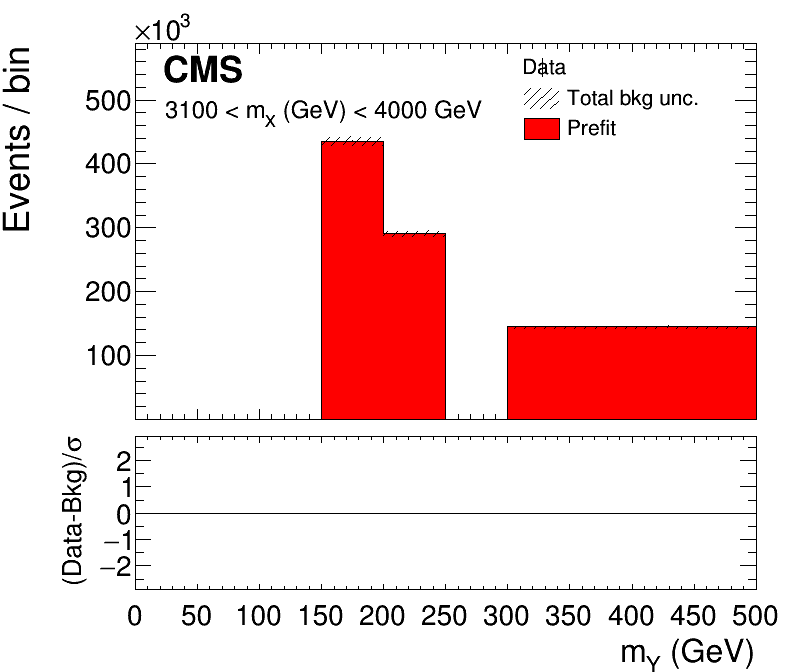 ×10³
Events / bin
CMS
3100 < mX (GeV) < 4000 GeV
Data
Total bkg unc.
Prefit
500
400
300
200
100
(Data-Bkg)/σ
2
1
0
−1
−2
0 50 100 150 200 250 300 350 400 450 500
mY (GeV)